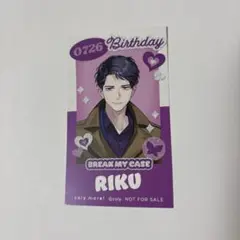 0726 Birthday
BREAK MY CASE
RIKU
NOT FOR SALE